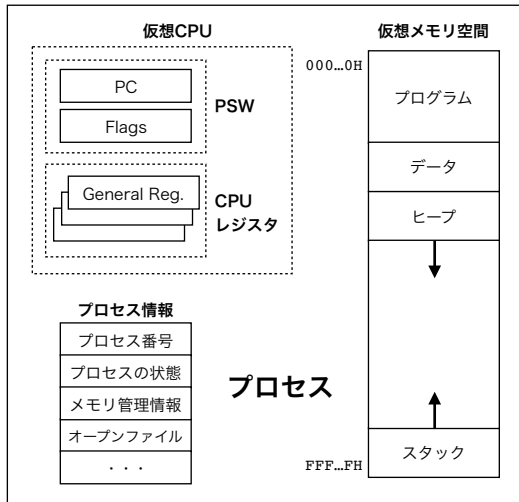 仮想CPU
PC
Flags
PSW
General Reg.
CPU
レジスタ
プロセス情報
プロセス番号
プロセスの状態
メモリ管理情報
オープンファイル
・・・
プロセス
仮想メモリ空間
000...0H
プログラム
データ
ヒープ
スタック
FFF...FH